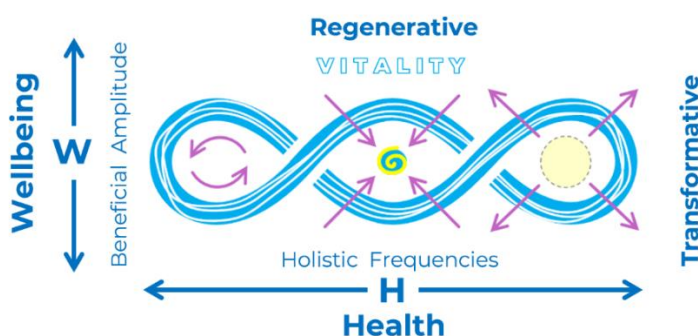 Regenerative
VITALITY
Wellbeing
W
Beneficial Amplitude
Transformative
Holistic Frequencies
H
Health